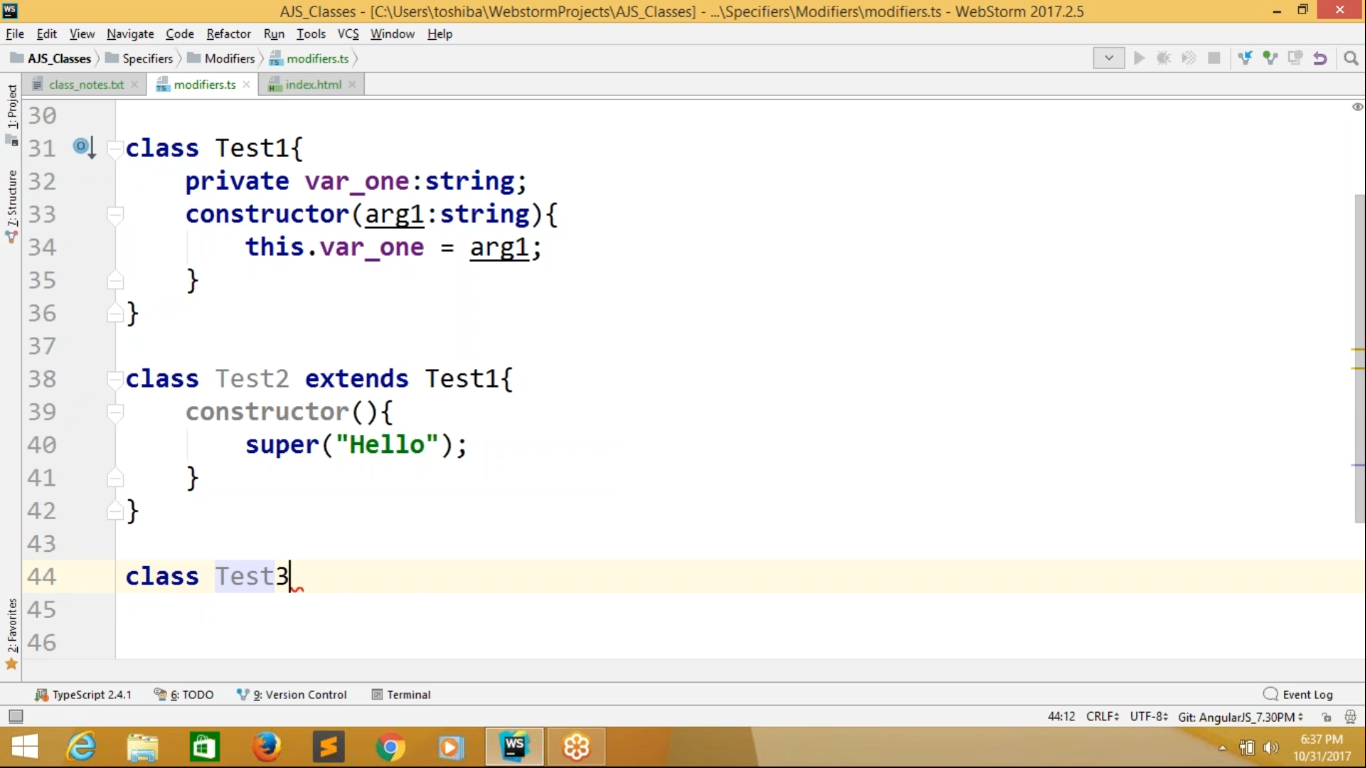 AJS_Classes - [C:\Users\toshiba\WebstormProjects\AJS_Classes] - ...\Specifiers\Modifiers\modifiers.ts - WebStorm 2017.2.5
File Edit View Navigate Code Refactor Run Tools VCS Window Help
AJS_Classes Specifiers Modifiers modifiers.ts
class_notes.txt modifiers.ts index.html
1: Project
7: Structure
2: Favorites
30
31 class Test1{
32 private var_one:string;
33 constructor(arg1:string){
34 this.var_one = arg1;
35 }
36 }
37
38 class Test2 extends Test1{
39 constructor(){
40 super("Hello");
41 }
42 }
43
44 class Test3
45
46
TypeScript 2.4.1 6: TODO 9: Version Control Terminal Event Log
44:12 CRLF UTF-8 Git: AngularJS_7.30PM
WS
6:37 PM
10/31/2017